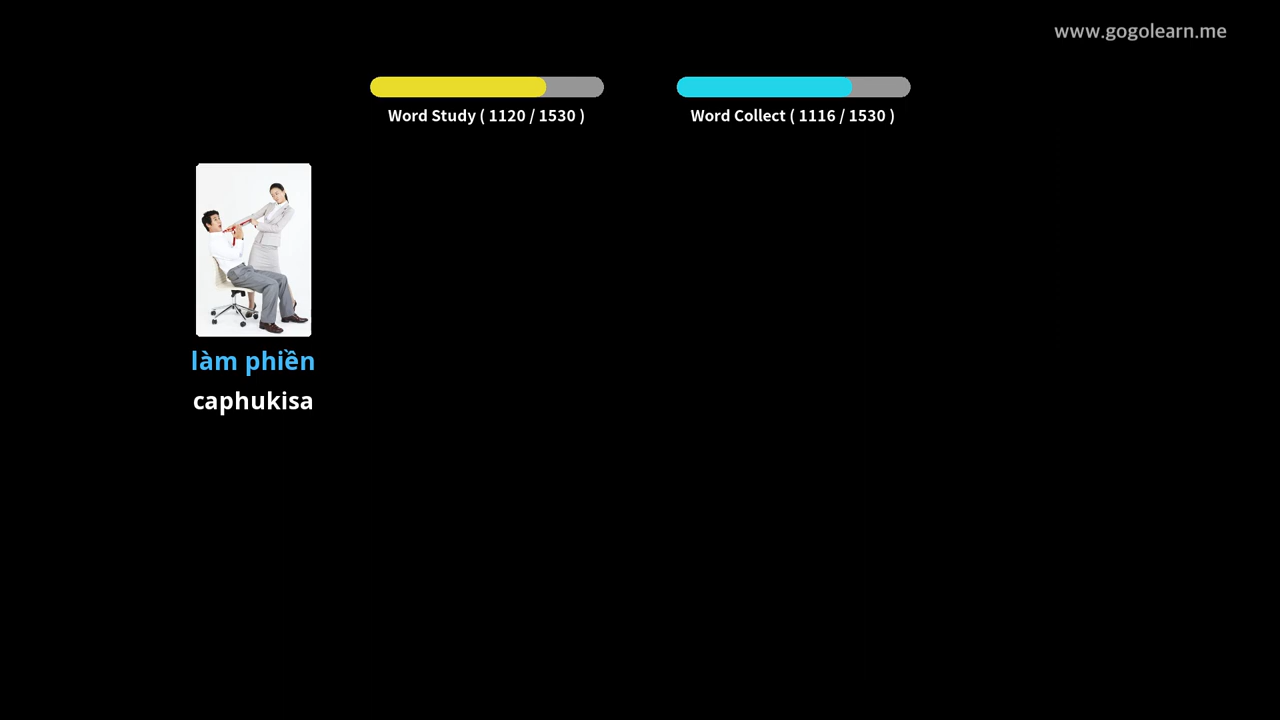 www.gogolearn.me
Word Study ( 1120 / 1530 )
Word Collect ( 1116 / 1530 )
làm phiền
caphukisa